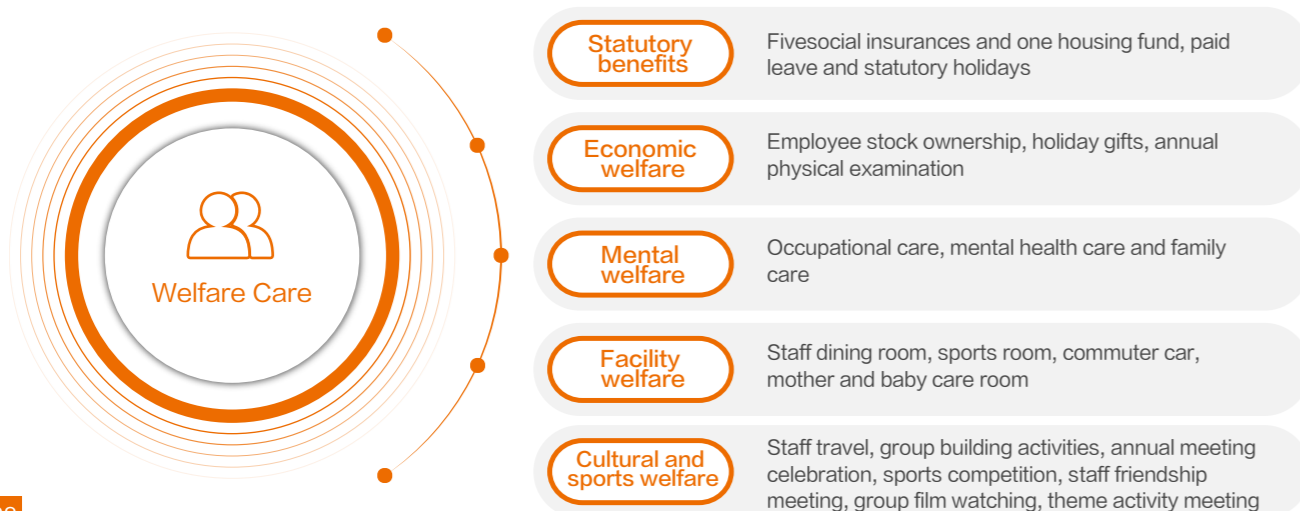 Welfare Care
Statutory
benefits
Fivesocial insurances and one housing fund, paid
leave and statutory holidays
Economic
welfare
Employee stock ownership, holiday gifts, annual
physical examination
Mental
welfare
Occupational care, mental health care and family
care
Facility
welfare
Staff dining room, sports room, commuter car,
mother and baby care room
Cultural and
sports welfare
Staff travel, group building activities, annual meeting
celebration, sports competition, staff friendship
meeting, group film watching, theme activity meeting